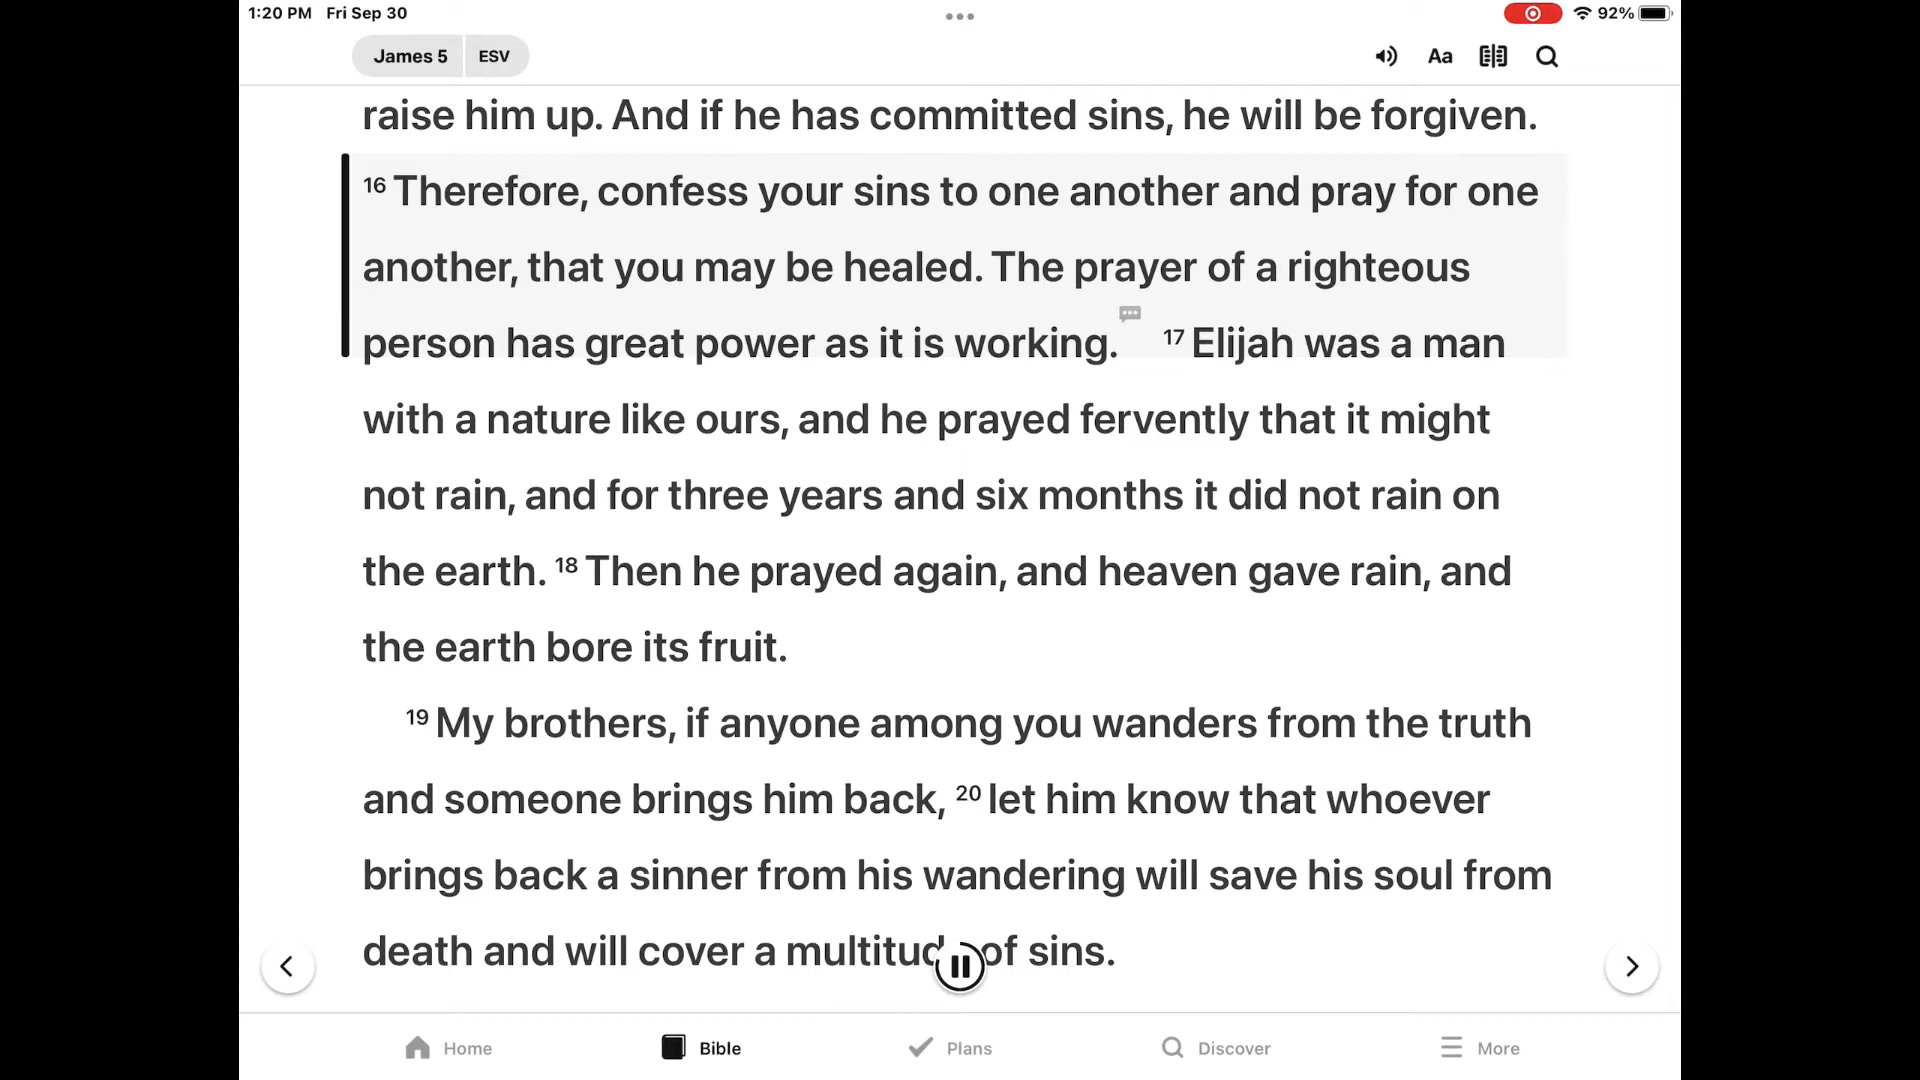 1:20 PM Fri Sep 30
92%
James 5 ESV
Aa
raise him up. And if he has committed sins, he will be forgiven.
16 Therefore, confess your sins to one another and pray for one
another, that you may be healed. The prayer of a righteous
person has great power as it is working. 17 Elijah was a man
with a nature like ours, and he prayed fervently that it might
not rain, and for three years and six months it did not rain on
the earth. 18 Then he prayed again, and heaven gave rain, and
the earth bore its fruit.
19 My brothers, if anyone among you wanders from the truth
and someone brings him back, 20 let him know that whoever
brings back a sinner from his wandering will save his soul from
death and will cover a multitude of sins.
Home Bible Plans Discover More